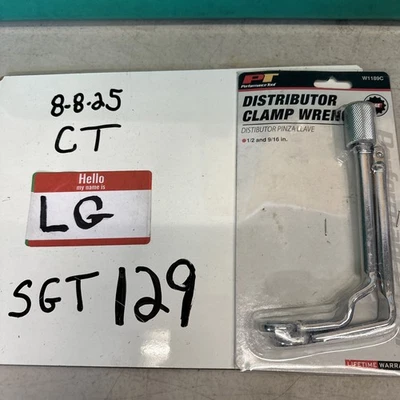 8-8-25
CT
Hello
my name is
LG
SGT 129
PT
Performance Tool
W1189C
DISTRIBUTOR
CLAMP WRENC
DISTIBUTOR PINZA LLAVE
1/2 and 9/16 in.
LIFETIME WARRA